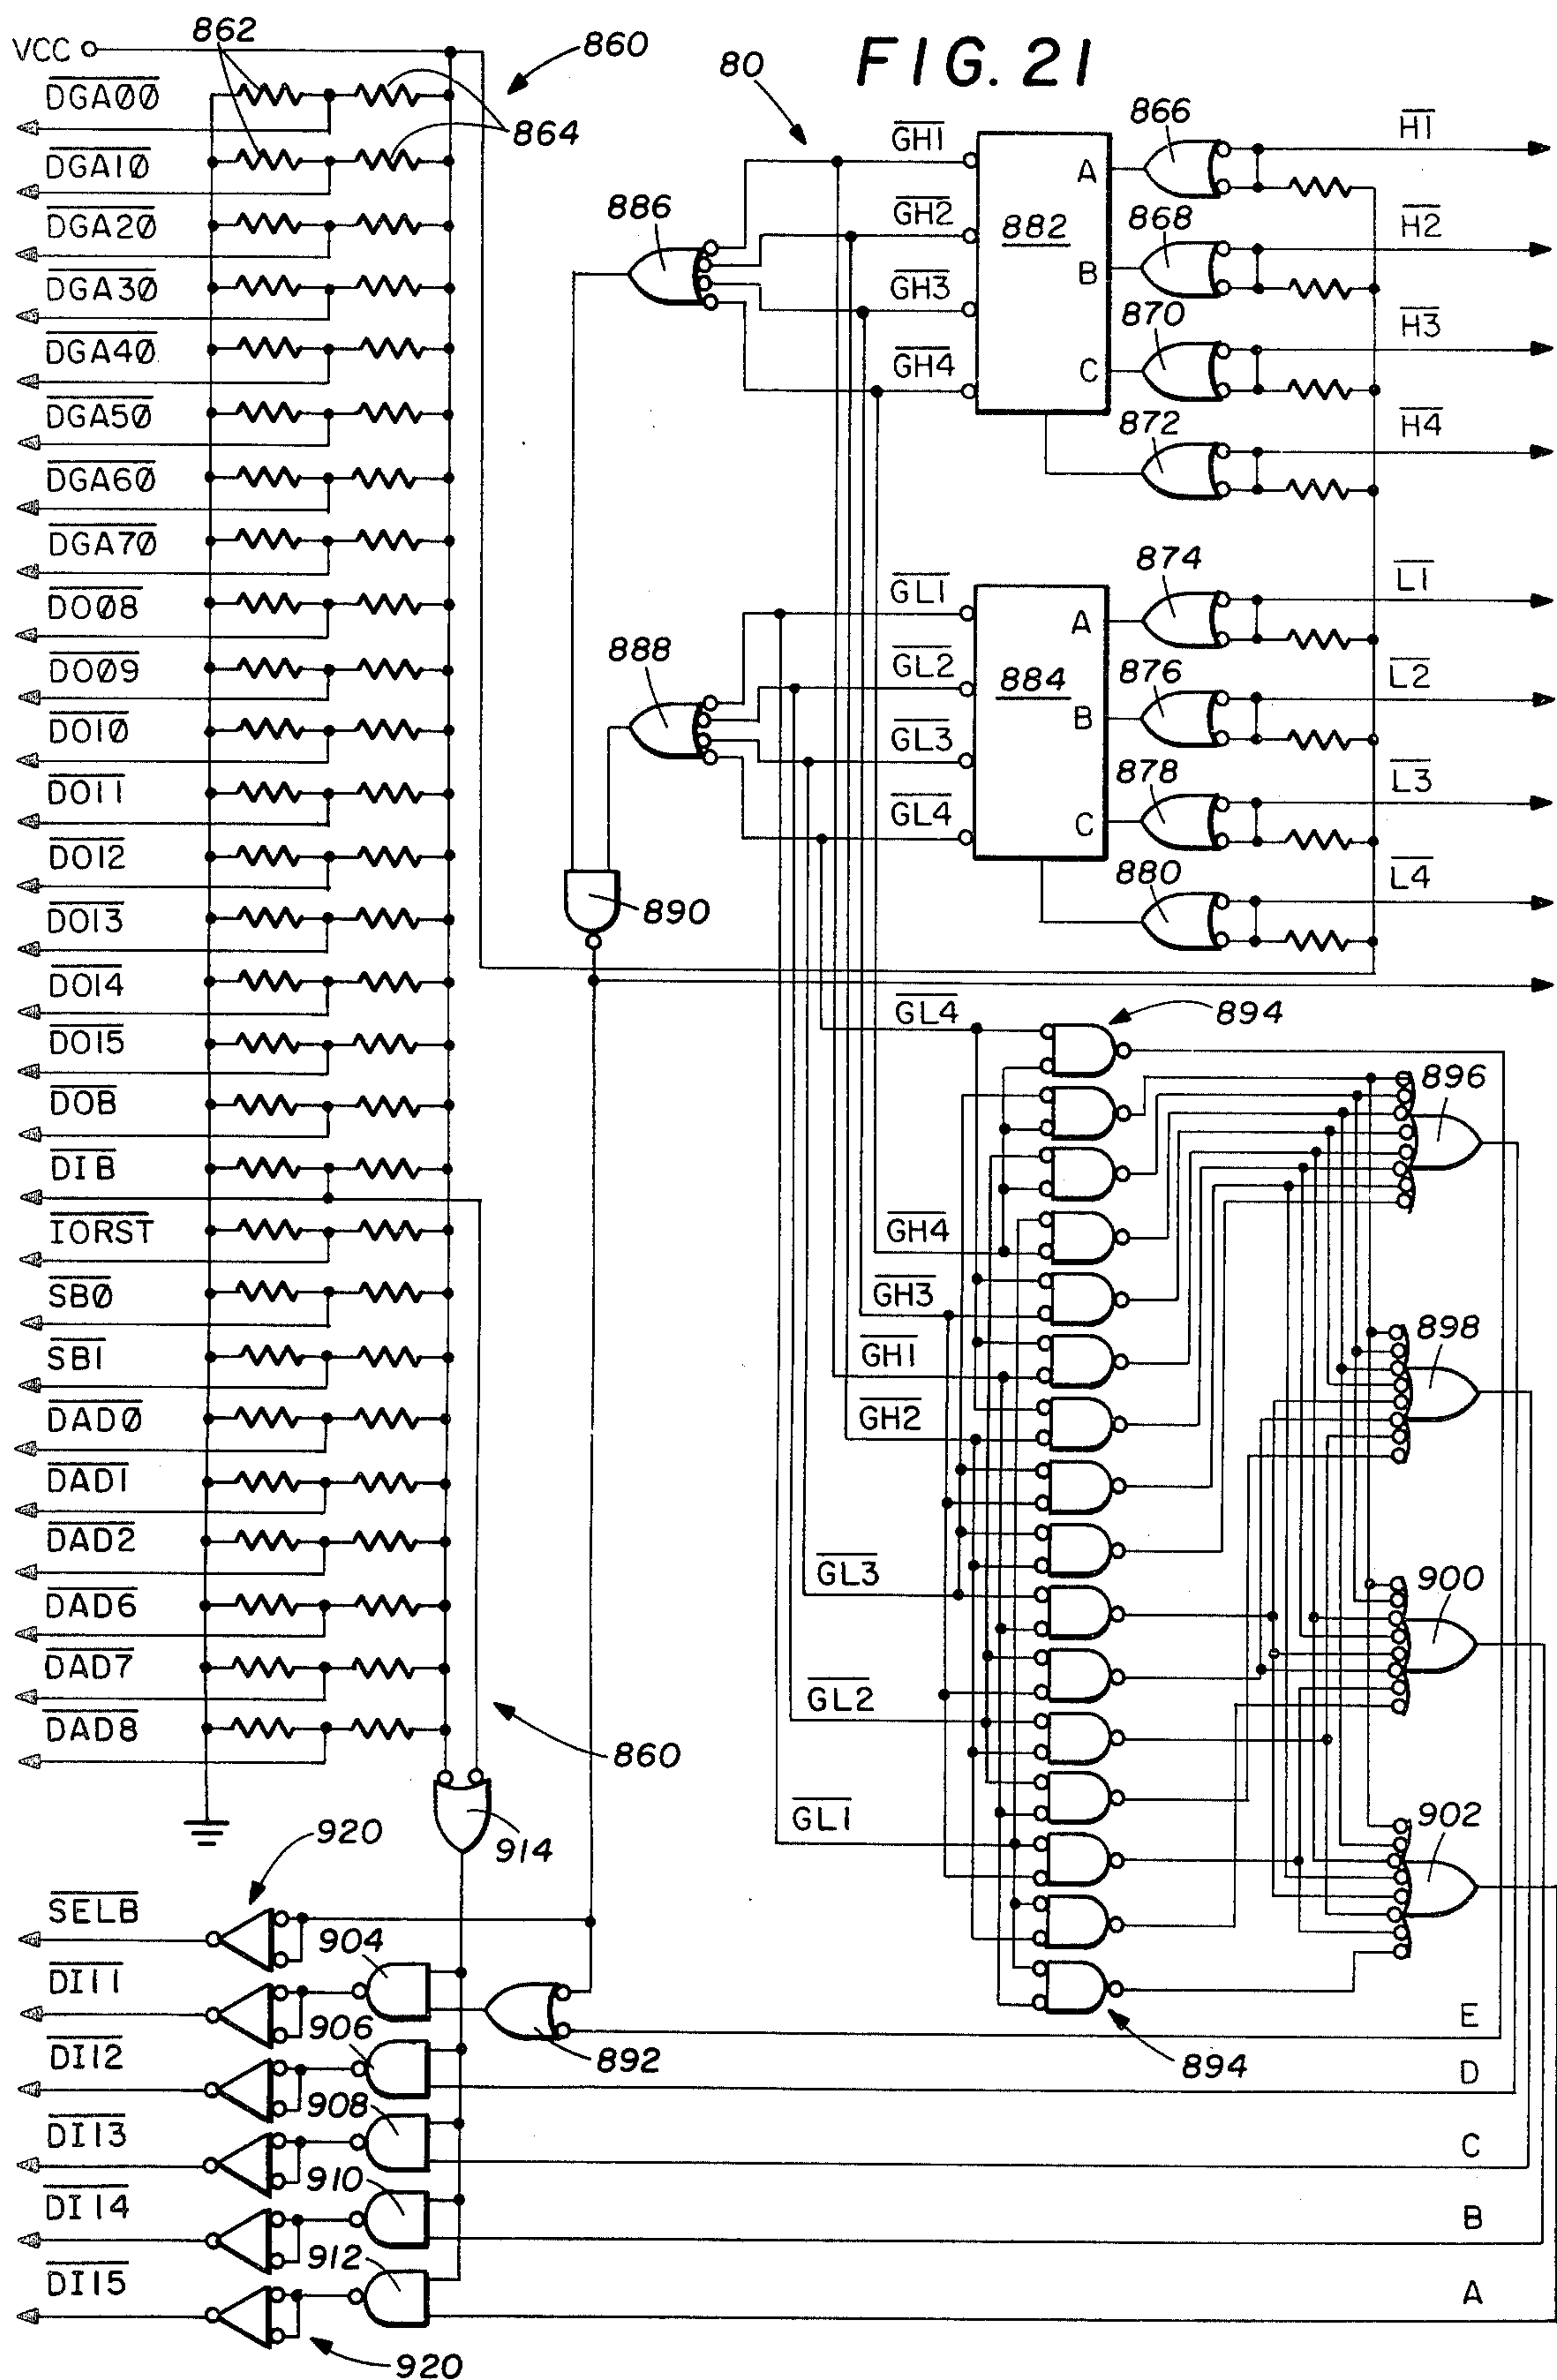 FIG. 21
VCC
862
860
864
DGA00
DGA10
DGA20
DGA30
DGA40
DGA50
DGA60
DGA70
DO08
DO09
DO10
DO11
DO12
DO13
DO14
DO15
DOB
DIB
IORST
SB0
SB1
DAD0
DAD1
DAD2
DAD6
DAD7
DAD8
860
914
920
SELB
DI11
DI12
DI13
DI14
DI15
904
906
908
910
912
920
892
80
886
888
890
GH1
GH2
GH3
GH4
882
A
B
C
866
868
870
872
H1
H2
H3
H4
GL1
GL2
GL3
GL4
884
A
B
C
874
876
878
880
L1
L2
L3
L4
GL4
894
GH4
GH3
GH1
GH2
GL3
GL2
GL1
894
896
898
900
902
E
D
C
B
A